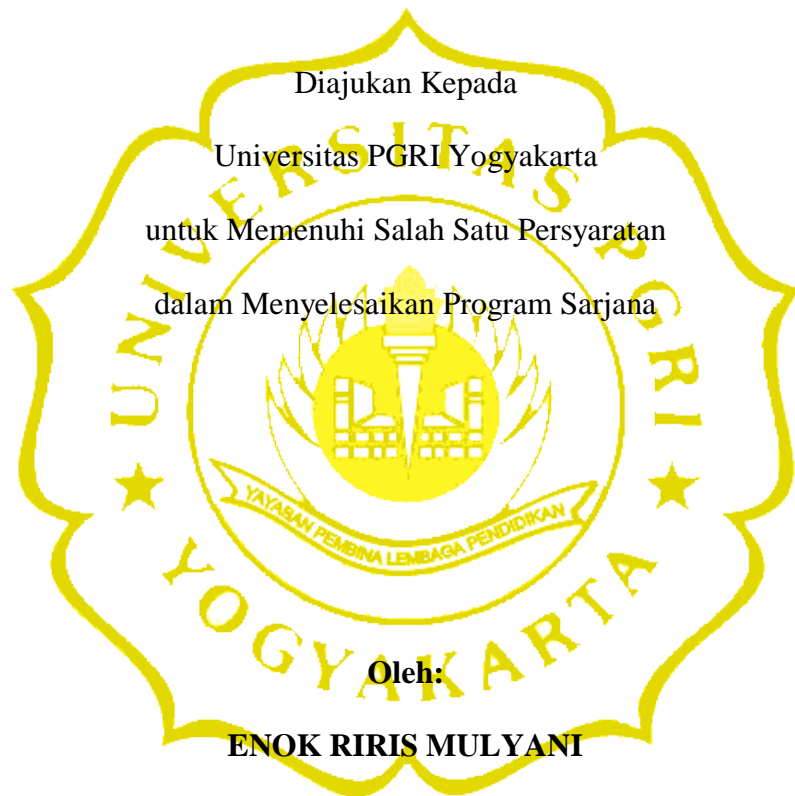 Diajukan Kepada
UNIVERSITAS PGRI
Universitas PGRI Yogyakarta
untuk Memenuhi Salah Satu Persyaratan
dalam Menyelesaikan Program Sarjana
YAYASAN PEMBINA LEMBAGA PENDIDIKAN
YOGYAKARTA
Oleh:
ENOK RIRIS MULYANI